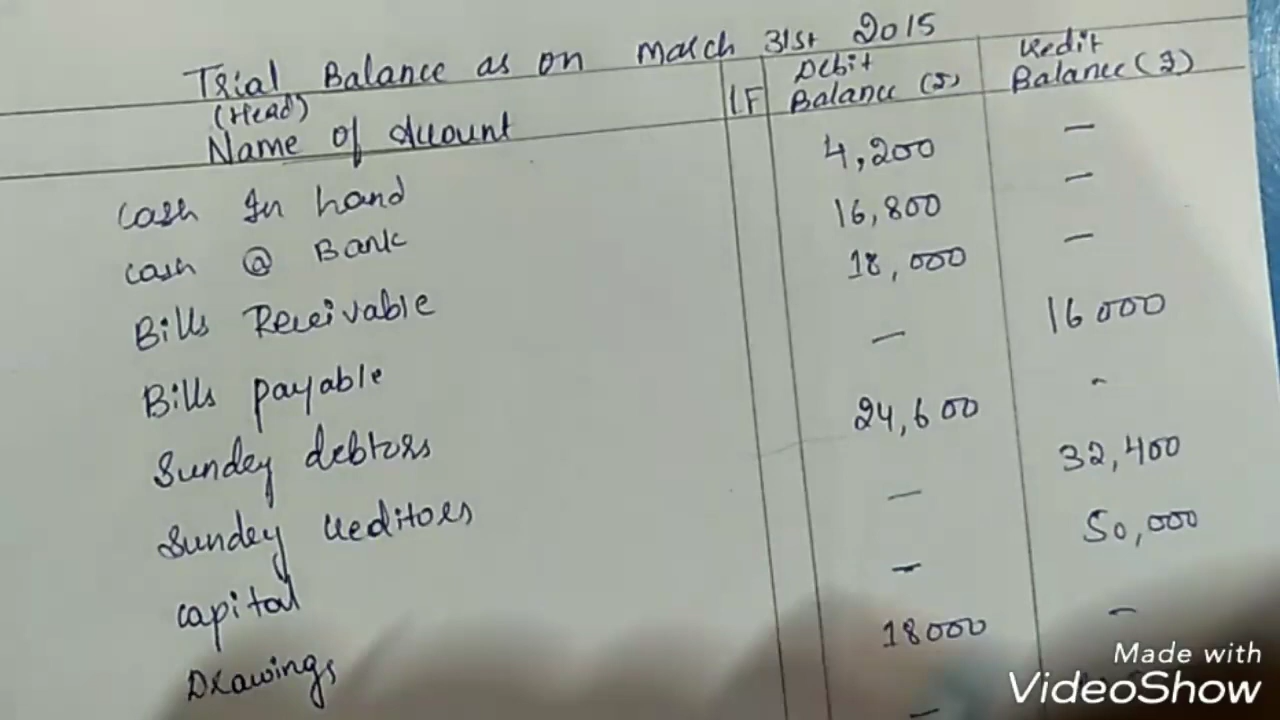 Trial Balance as on March 31st 2015
(Head)
Name of Account LF Debit Balance (₹) Credit Balance (₹)
Cash In hand 4,200 –
Cash @ Bank 16,800 –
Bills Receivable 18,000 –
Bills payable – 16000
Sundry debtors 24,600 -
Sundry creditors – 32,400
capital – 50,000
Drawings 18000 –
–
Made with
VideoShow